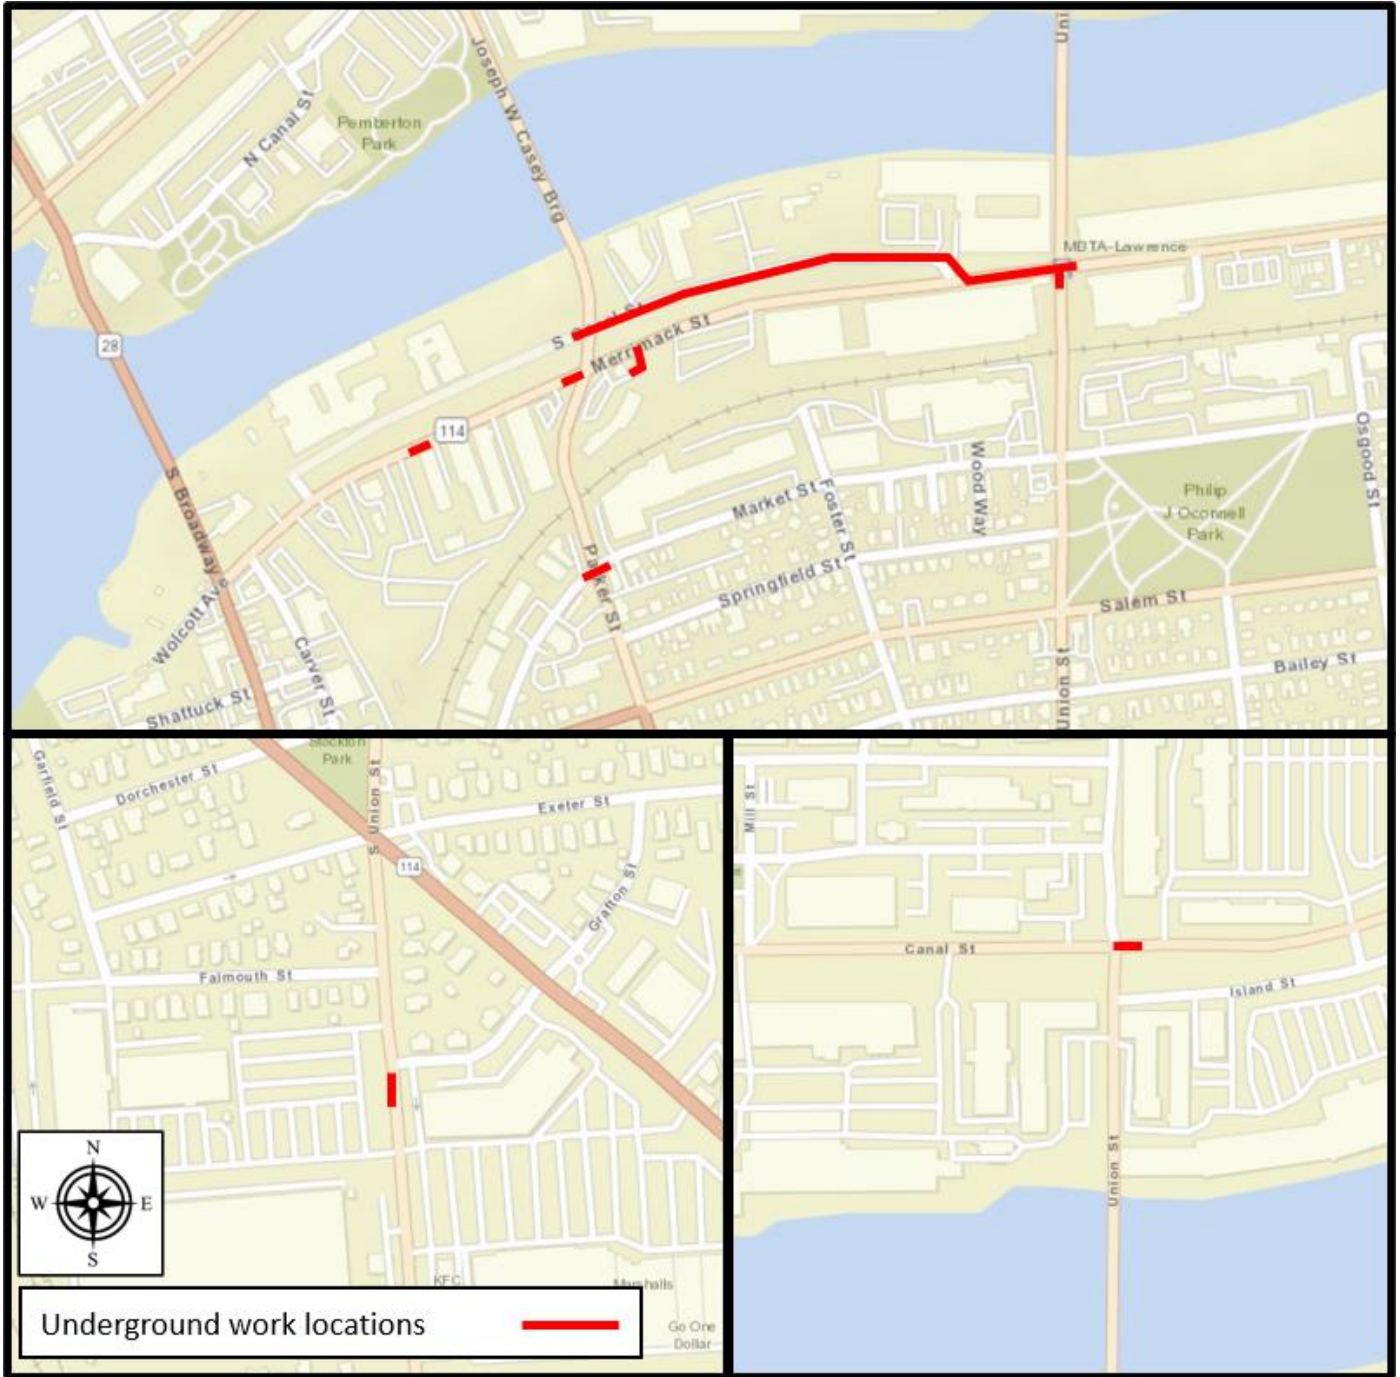 Uni
Joseph W Casey Brg
N Canal St
Pemberton
Park
MBTA-Lawrence
28
S Canal St
Merrimack St
114
Osgood St
Wood Way
Philip
J Oconnell
Park
Market St
Foster St
S Broadway
Parker St
Springfield St
Salem St
Wolcott Ave
Carver St
Union St
Bailey St
Shattuck St
Stockton
Park
Garfield St
Dorchester St
S Union St
Exeter St
114
Grafton St
Falmouth St
Mill St
Canal St
Island St
Union St
N
W E
S
KFC
Marshalls
Go One
Dollar
Underground work locations